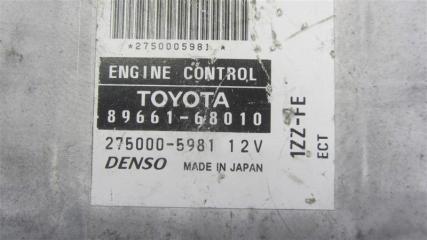 *2750005981*
ENGINE CONTROL
TOYOTA
89661-68010
275000-5981 12V
DENSO MADE IN JAPAN
1ZZ-FE
ECT